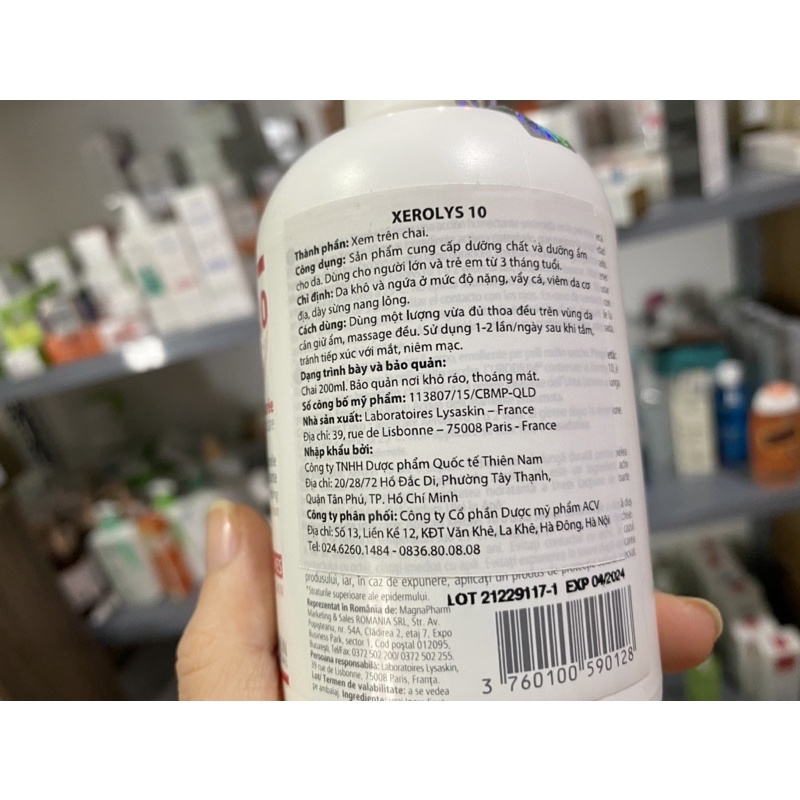 XEROLYS 10
Thành phần: Xem trên chai.
Công dụng: Sản phẩm cung cấp dưỡng chất và dưỡng ẩm
cho da. Dùng cho người lớn và trẻ em từ 3 tháng tuổi.
Chỉ định: Da khô và ngứa ở mức độ nặng, vẩy cá, viêm da cơ
địa, dày sừng nang lông.
Cách dùng: Dùng một lượng vừa đủ thoa đều trên vùng da
cần giữ ẩm, massage đều. Sử dụng 1-2 lần/ngày sau khi tắm,
tránh tiếp xúc với mắt, niêm mạc.
Dạng trình bày và bảo quản:
Chai 200ml. Bảo quản nơi khô ráo, thoáng mát.
Số công bố mỹ phẩm: 113807/15/CBMP-QLD
Nhà sản xuất: Laboratoires Lysaskin – France
Địa chỉ: 39, rue de Lisbonne – 75008 Paris - France
Nhập khẩu bởi:
Công ty TNHH Dược phẩm Quốc tế Thiên Nam
Địa chỉ: 20/28/72 Hồ Đắc Di, Phường Tây Thạnh,
Quận Tân Phú, TP. Hồ Chí Minh
Công ty phân phối: Công ty Cổ phần Dược mỹ phẩm ACV
Địa chỉ: Số 13, Liền Kề 12, KĐT Văn Khê, La Khê, Hà Đông, Hà Nội
Tel: 024.6260.1484 - 0836.80.08.08
produsului, iar, în caz de expunere, aplicați un produs de
*Straturile superioare ale epidermului.
LOT 21229117-1 EXP 04/2024
Reprezentat în România de: MagnaPharm
Marketing & Sales ROMANIA SRL, Str. Av.
Popișteanu, nr. 54A, Clădirea 2, etaj 7, Expo
Business Park, sector 1, Cod poștal 012095,
București, Tel/Fax: 0372 502 200/ 0372 502 255.
Persoana responsabilă: Laboratoires Lysaskin,
39 rue de Lisbonne, 75008 Paris, Franța.
Lot/ Termen de valabilitate: a se vedea
pe ambalaj. Ingrediente:
3 760100 590128